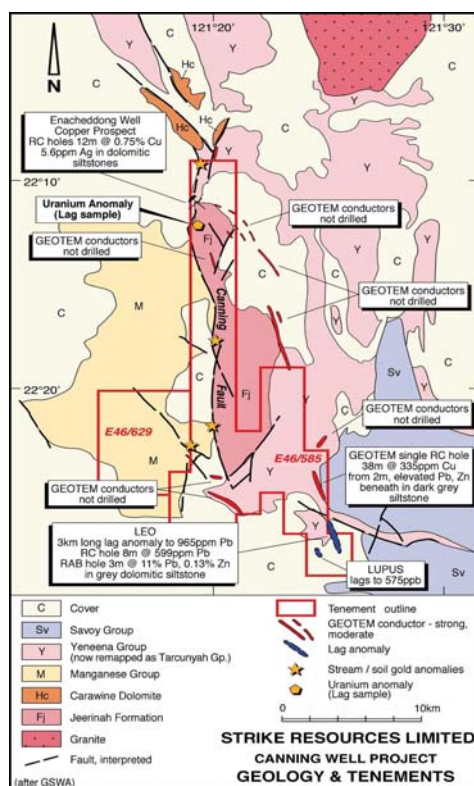 121°20'
121°30'
N
Y
C
Y
Hc
C
Hc
Hc
C
C
Y
Enacheddong Well
Copper Prospect
RC holes 12m @ 0.75% Cu
5.6ppm Ag in dolomitic
siltstones
22°10'
Uranium Anomaly
(Lag sample)
GEOTEM conductors
not drilled
GEOTEM conductors
not drilled
Fj
Y
C
Y
C
M
C
Canning
Fault
GEOTEM conductors
not drilled
Y
Sv
22°20'
C
Fj
E46/629
E46/585
M
Y
C
GEOTEM conductors
not drilled
GEOTEM single RC hole
38m @ 335ppm Cu
from 2m, elevated Pb, Zn
beneath in dark grey
siltstone
GEOTEM conductors
not drilled
LEO
3km long lag anomaly to 965ppm Pb
RC hole 8m @ 599ppm Pb
RAB hole 3m @ 11% Pb, 0.13% Zn
in grey dolomitic siltstone
Y
C
C
LUPUS
lags to 575ppb
C Cover
Sv Savoy Group
Y Yeneena Group
(now remapped as Tarcunyah Gp.)
M Manganese Group
Hc Carawine Dolomite
Fj Jeerinah Formation
Granite
Fault, interpreted
(after GSWA)
Tenement outline
GEOTEM conductor - strong,
moderate
Lag anomaly
Stream / soil gold anomalies
Uranium anomaly
(Lag sample)
0 10km
STRIKE RESOURCES LIMITED
CANNING WELL PROJECT
GEOLOGY & TENEMENTS